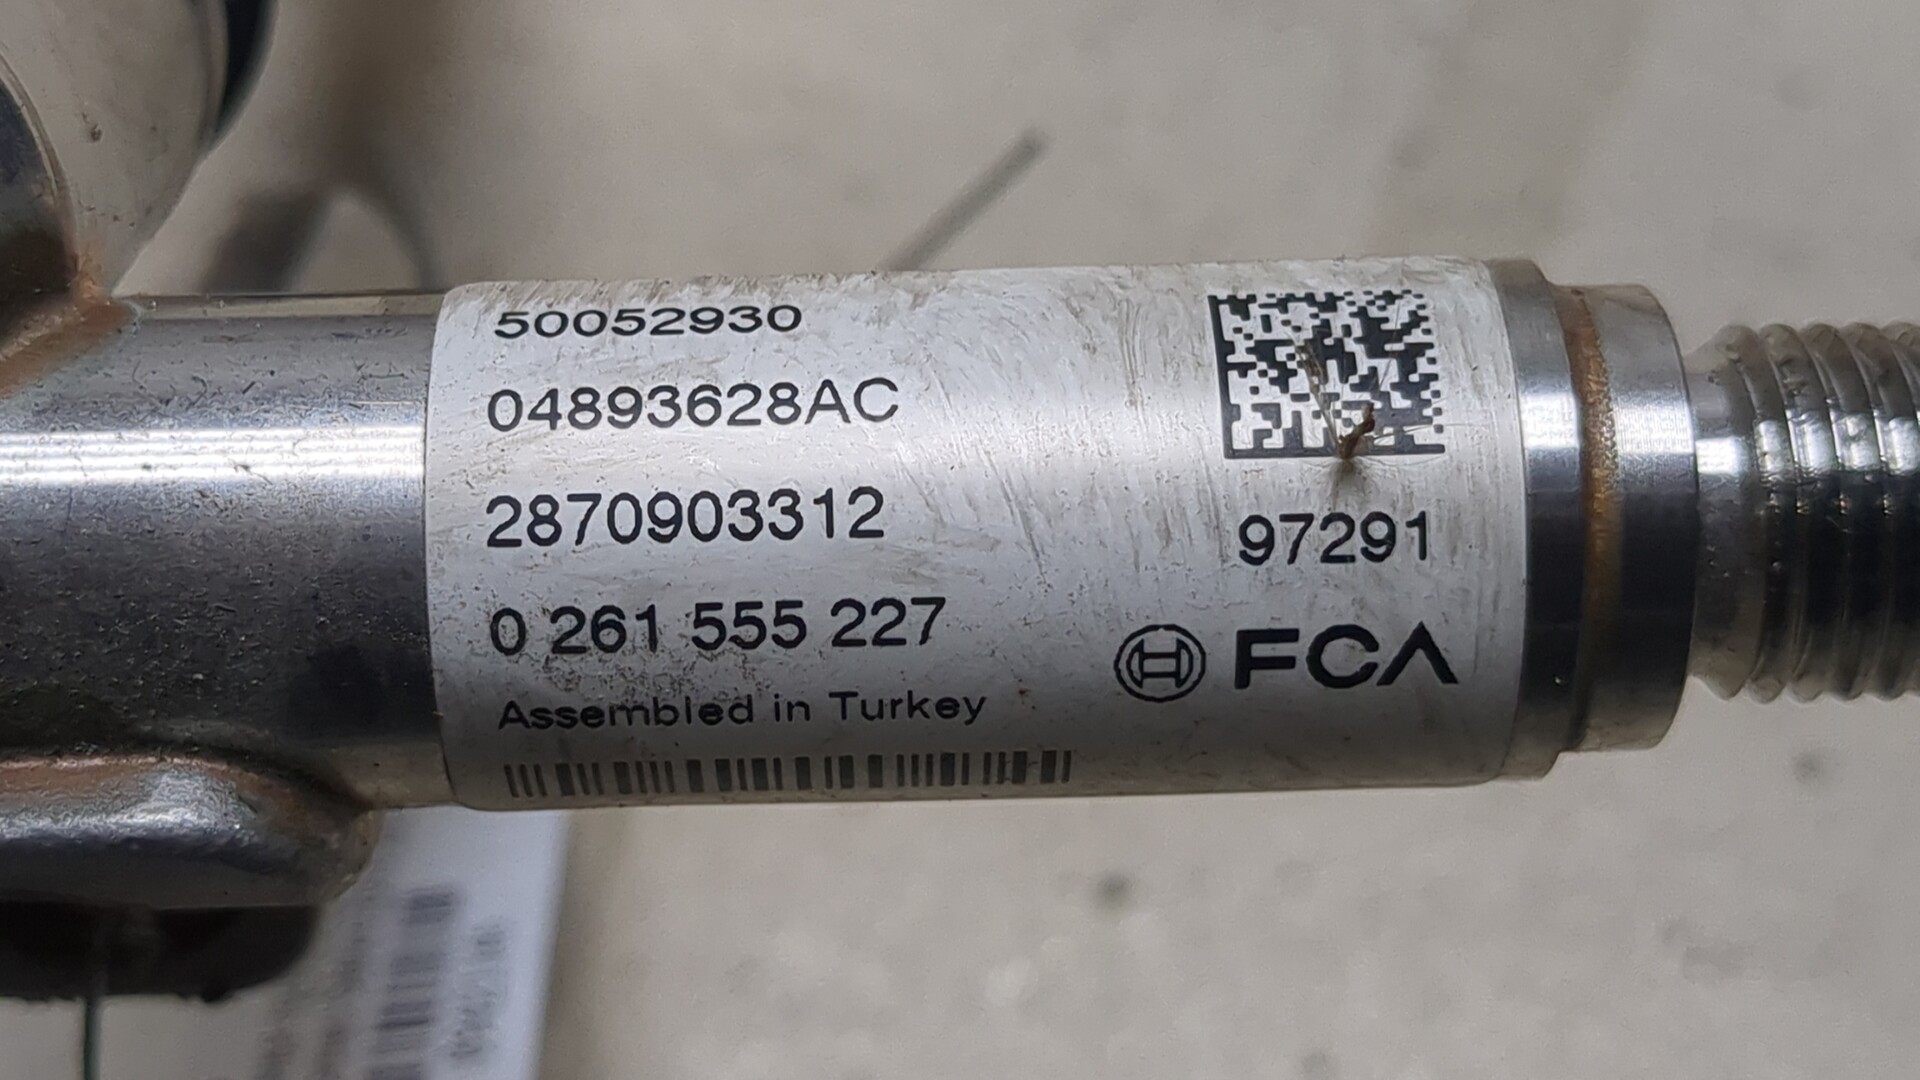 50052930
04893628AC
2870903312
0 261 555 227
Assembled in Turkey
97291
FCA